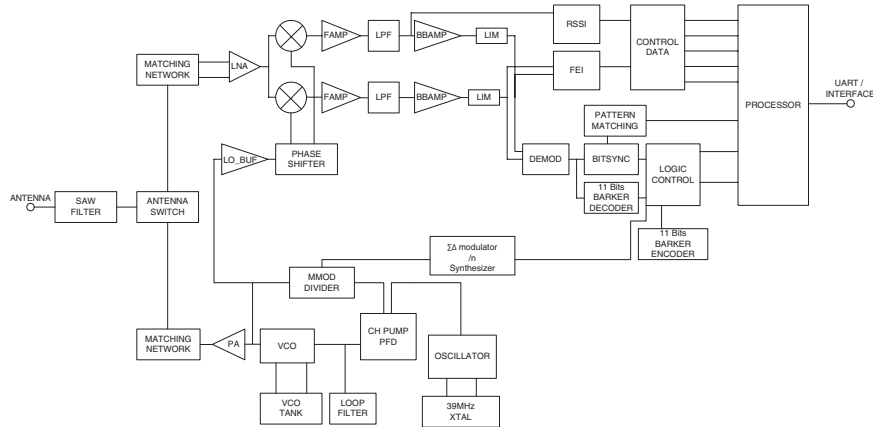 MATCHING
NETWORK
LNA
FAMP
LPF
BBAMP
LIM
RSSI
CONTROL
DATA
PROCESSOR
UART /
INTERFACE
FAMP
LPF
BBAMP
LIM
FEI
PATTERN
MATCHING
LO_BUF
PHASE
SHIFTER
DEMOD
BITSYNC
LOGIC
CONTROL
ANTENNA
SAW
FILTER
ANTENNA
SWITCH
11 Bits
BARKER
DECODER
11 Bits
BARKER
ENCODER
ΣΔ modulator
/n
Synthesizer
MMOD
DIVIDER
MATCHING
NETWORK
PA
VCO
CH PUMP
PFD
OSCILLATOR
VCO
TANK
LOOP
FILTER
39MHz
XTAL